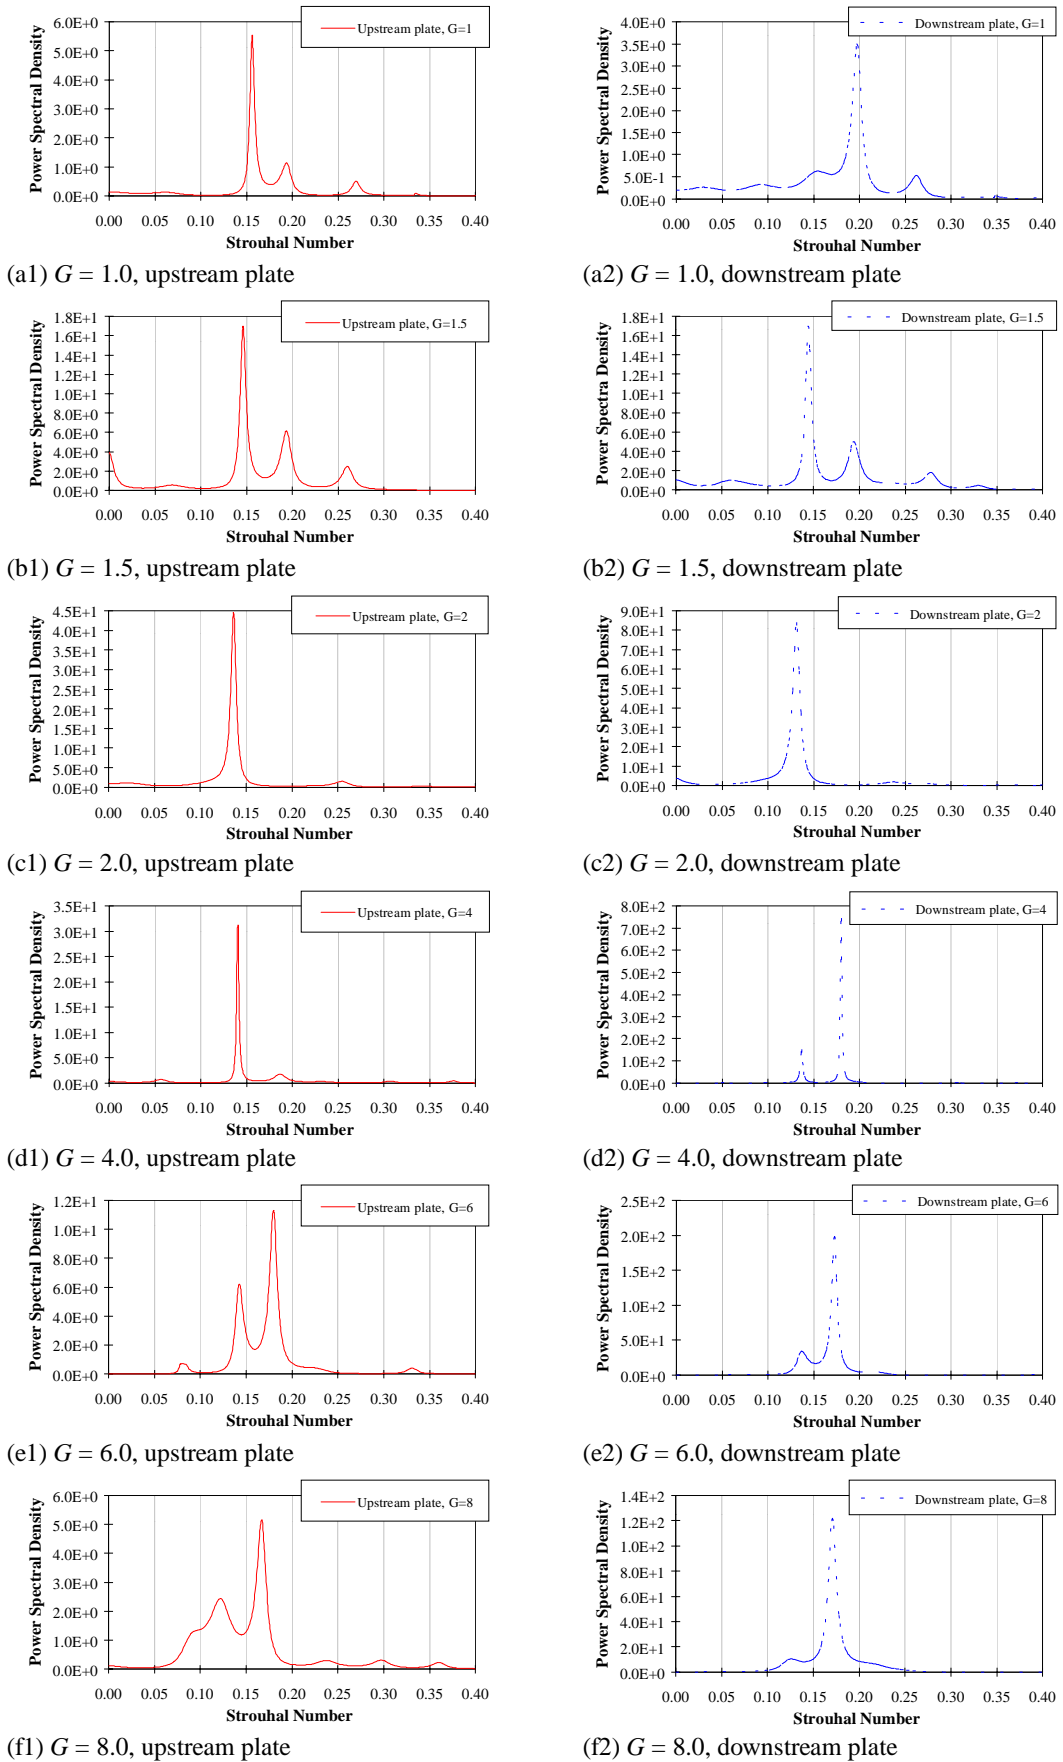 6.0E+0
5.0E+0
4.0E+0
3.0E+0
2.0E+0
1.0E+0
0.0E+0
Power Spectral Density
Upstream plate, G=1
0.00 0.05 0.10 0.15 0.20 0.25 0.30 0.35 0.40
Strouhal Number
(a1) G = 1.0, upstream plate
4.0E+0
3.5E+0
3.0E+0
2.5E+0
2.0E+0
1.5E+0
1.0E+0
5.0E-1
0.0E+0
Power Spectral Density
Downstream plate, G=1
0.00 0.05 0.10 0.15 0.20 0.25 0.30 0.35 0.40
Strouhal Number
(a2) G = 1.0, downstream plate
1.8E+1
1.6E+1
1.4E+1
1.2E+1
1.0E+1
8.0E+0
6.0E+0
4.0E+0
2.0E+0
0.0E+0
Power Spectral Density
Upstream plate, G=1.5
0.00 0.05 0.10 0.15 0.20 0.25 0.30 0.35 0.40
Strouhal Number
(b1) G = 1.5, upstream plate
1.8E+1
1.6E+1
1.4E+1
1.2E+1
1.0E+1
8.0E+0
6.0E+0
4.0E+0
2.0E+0
0.0E+0
Power Spectra Density
Downstream plate, G=1.5
0.00 0.05 0.10 0.15 0.20 0.25 0.30 0.35 0.40
Strouhal Number
(b2) G = 1.5, downstream plate
4.5E+1
4.0E+1
3.5E+1
3.0E+1
2.5E+1
2.0E+1
1.5E+1
1.0E+1
5.0E+0
0.0E+0
Power Spectral Density
Upstream plate, G=2
0.00 0.05 0.10 0.15 0.20 0.25 0.30 0.35 0.40
Strouhal Number
(c1) G = 2.0, upstream plate
9.0E+1
8.0E+1
7.0E+1
6.0E+1
5.0E+1
4.0E+1
3.0E+1
2.0E+1
1.0E+1
0.0E+0
Power Spectral Density
Downstream plate, G=2
0.00 0.05 0.10 0.15 0.20 0.25 0.30 0.35 0.40
Strouhal Number
(c2) G = 2.0, downstream plate
3.5E+1
3.0E+1
2.5E+1
2.0E+1
1.5E+1
1.0E+1
5.0E+0
0.0E+0
Power Spectral Density
Upstream plate, G=4
0.00 0.05 0.10 0.15 0.20 0.25 0.30 0.35 0.40
Strouhal Number
(d1) G = 4.0, upstream plate
8.0E+2
7.0E+2
6.0E+2
5.0E+2
4.0E+2
3.0E+2
2.0E+2
1.0E+2
0.0E+0
Power Spectral Density
Downstream plate, G=4
0.00 0.05 0.10 0.15 0.20 0.25 0.30 0.35 0.40
Strouhal Number
(d2) G = 4.0, downstream plate
1.2E+1
1.0E+1
8.0E+0
6.0E+0
4.0E+0
2.0E+0
0.0E+0
Power Spectral Density
Upstream plate, G=6
0.00 0.05 0.10 0.15 0.20 0.25 0.30 0.35 0.40
Strouhal Number
(e1) G = 6.0, upstream plate
2.5E+2
2.0E+2
1.5E+2
1.0E+2
5.0E+1
0.0E+0
Power Spectral Density
Downstream plate, G=6
0.00 0.05 0.10 0.15 0.20 0.25 0.30 0.35 0.40
Strouhal Number
(e2) G = 6.0, downstream plate
6.0E+0
5.0E+0
4.0E+0
3.0E+0
2.0E+0
1.0E+0
0.0E+0
Power Spectral Density
Upstream plate, G=8
0.00 0.05 0.10 0.15 0.20 0.25 0.30 0.35 0.40
Strouhal Number
(f1) G = 8.0, upstream plate
1.4E+2
1.2E+2
1.0E+2
8.0E+1
6.0E+1
4.0E+1
2.0E+1
0.0E+0
Power Spectral Density
Downstream plate, G=8
0.00 0.05 0.10 0.15 0.20 0.25 0.30 0.35 0.40
Strouhal Number
(f2) G = 8.0, downstream plate